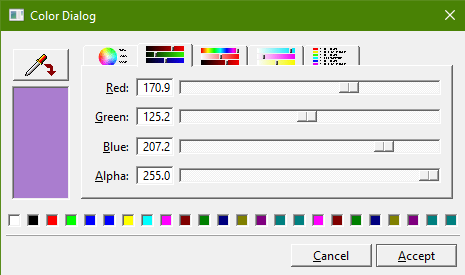 Color Dialog
Red: 170.9
Green: 125.2
Blue: 207.2
Alpha: 255.0
Cancel Accept